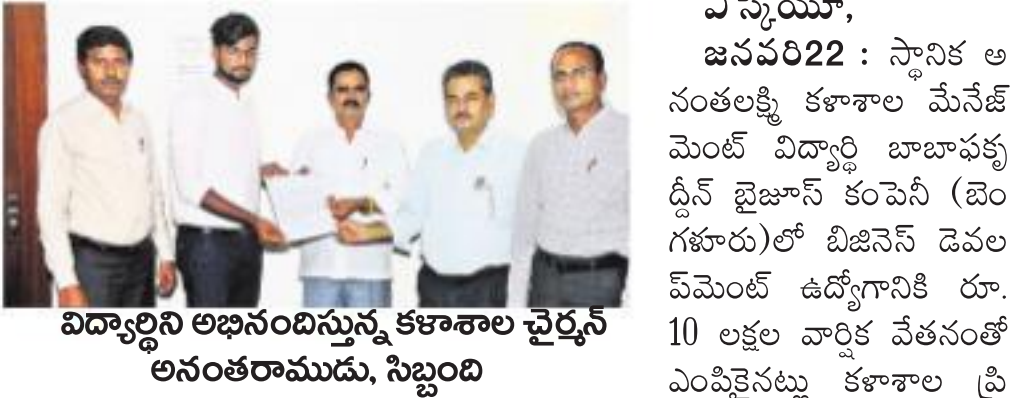 విద్యార్థిని అభినందిస్తున్న కళాశాల చైర్మన్
అనంతరాముడు, సిబ్బంది
ఎ స్కెయూ,
జనవరి22 : స్థానిక అ
నంతలక్ష్మి కళాశాల మేనేజ్
మెంట్ విద్యార్థి బాబాఫకృ
ద్దీన్ బైజూస్ కంపెనీ (బెం
గళూరు)లో బిజినెస్ డెవల
ప్‌మెంట్ ఉద్యోగానికి రూ.
10 లక్షల వార్షిక వేతనంతో
ఎంపికైనట్లు కళాశాల ప్రి